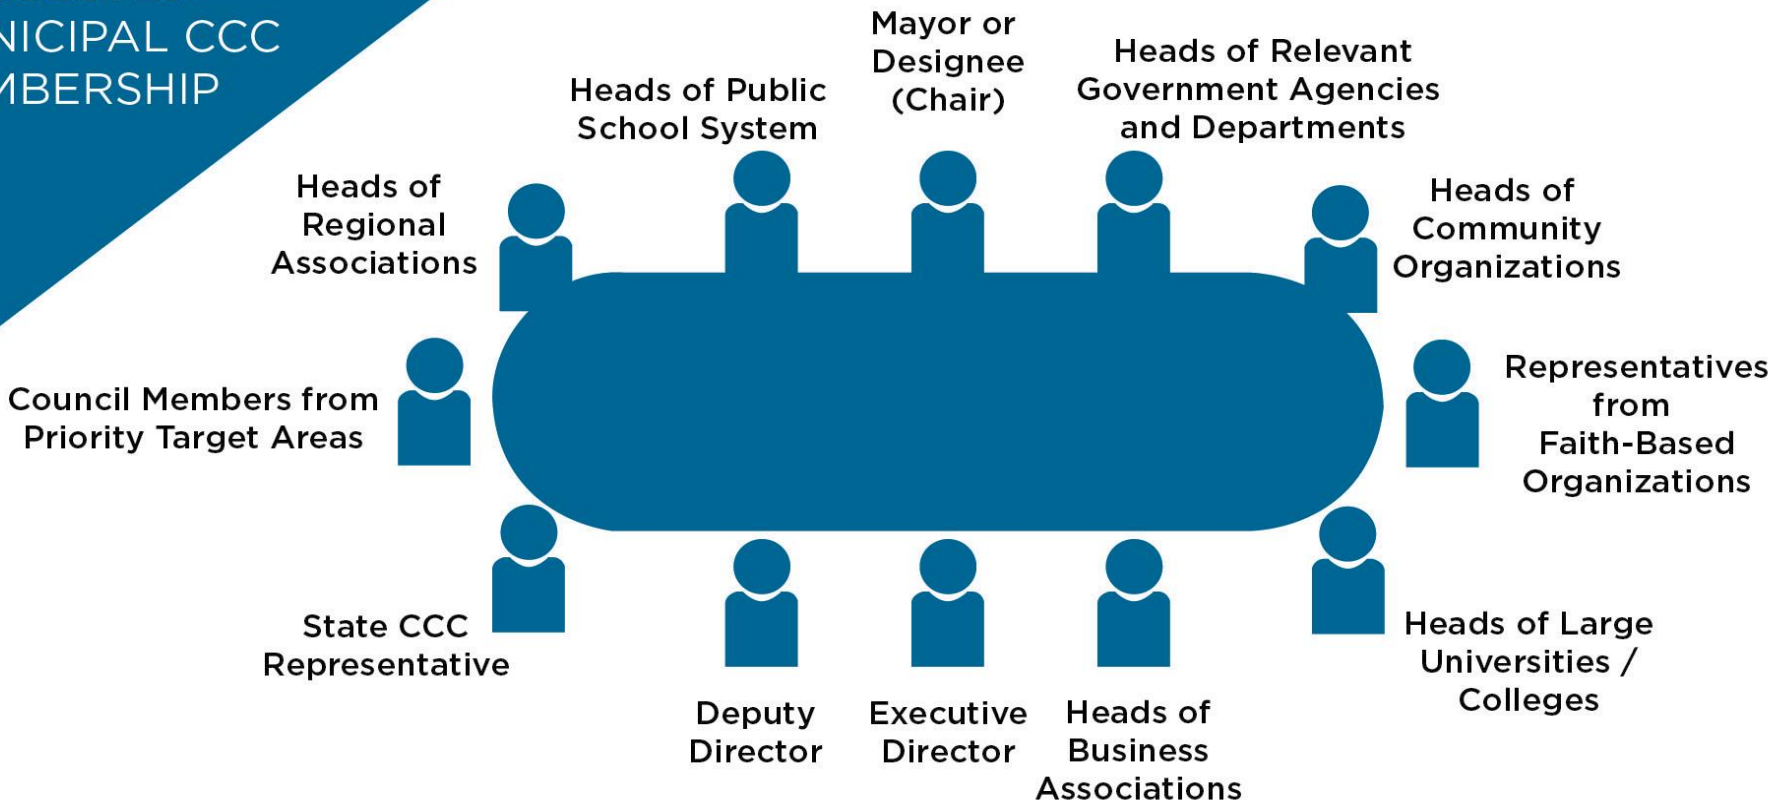 NICIPAL CCC
MBERSHIP
Mayor or
Designee
(Chair)
Heads of Relevant
Government Agencies
and Departments
Heads of Public
School System
Heads of
Regional
Associations
Heads of
Community
Organizations
Council Members from
Priority Target Areas
Representatives
from
Faith-Based
Organizations
State CCC
Representative
Heads of Large
Universities /
Colleges
Deputy
Director
Executive
Director
Heads of
Business
Associations